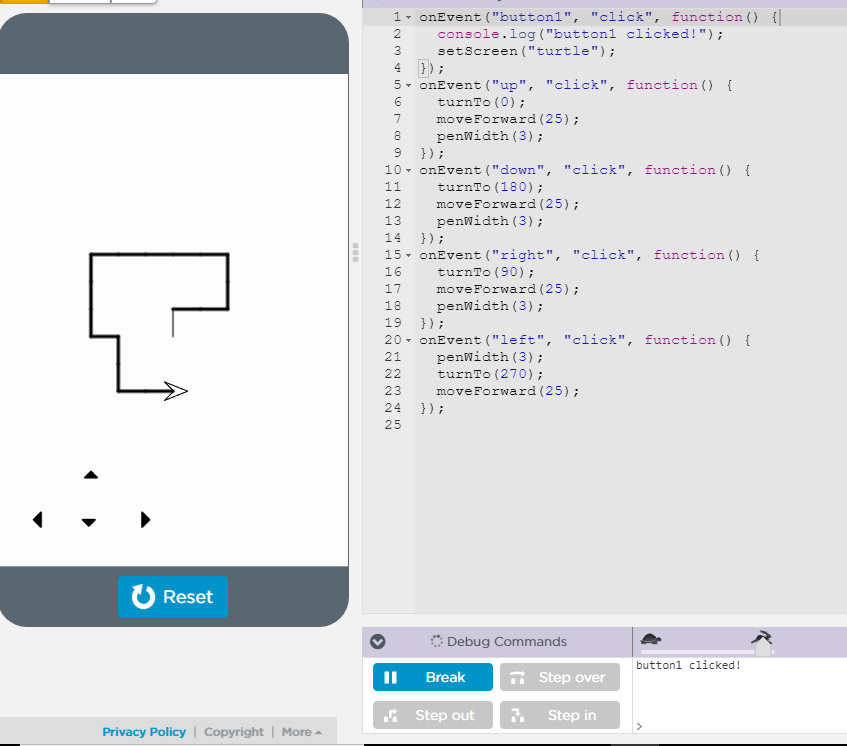 1 onEvent("button1", "click", function() {
2 console.log("button1 clicked!");
3 setScreen("turtle");
4 });
5 onEvent("up", "click", function() {
6 turnTo(0);
7 moveForward(25);
8 penWidth(3);
9 });
10 onEvent("down", "click", function() {
11 turnTo(180);
12 moveForward(25);
13 penWidth(3);
14 });
15 onEvent("right", "click", function() {
16 turnTo(90);
17 moveForward(25);
18 penWidth(3);
19 });
20 onEvent("left", "click", function() {
21 penWidth(3);
22 turnTo(270);
23 moveForward(25);
24 });
25
Reset
Debug Commands
Break
Step over
Step out
Step in
button1 clicked!
>
Privacy Policy | Copyright | More